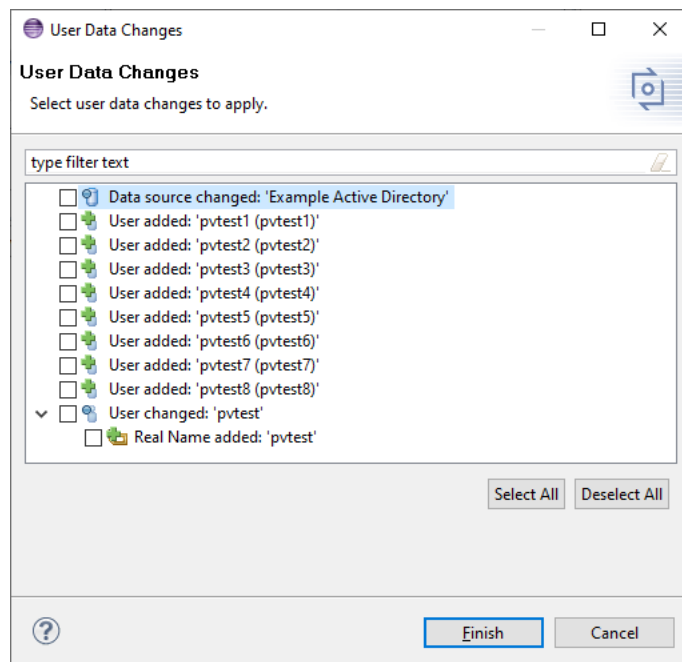 User Data Changes
User Data Changes
Select user data changes to apply.
type filter text
Data source changed: 'Example Active Directory'
User added: 'pvtest1 (pvtest1)'
User added: 'pvtest2 (pvtest2)'
User added: 'pvtest3 (pvtest3)'
User added: 'pvtest4 (pvtest4)'
User added: 'pvtest5 (pvtest5)'
User added: 'pvtest6 (pvtest6)'
User added: 'pvtest7 (pvtest7)'
User added: 'pvtest8 (pvtest8)'
User changed: 'pvtest'
Real Name added: 'pvtest'
Select All Deselect All
Finish Cancel